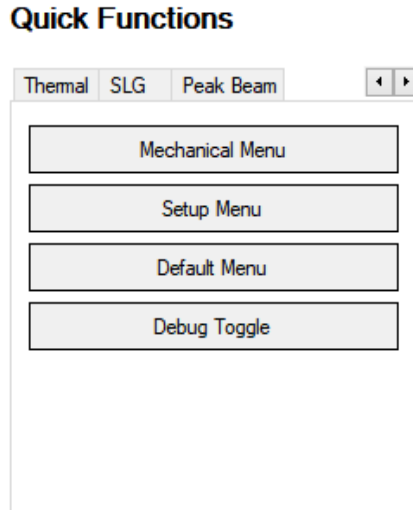 Quick Functions
Thermal SLG Peak Beam
Mechanical Menu
Setup Menu
Default Menu
Debug Toggle